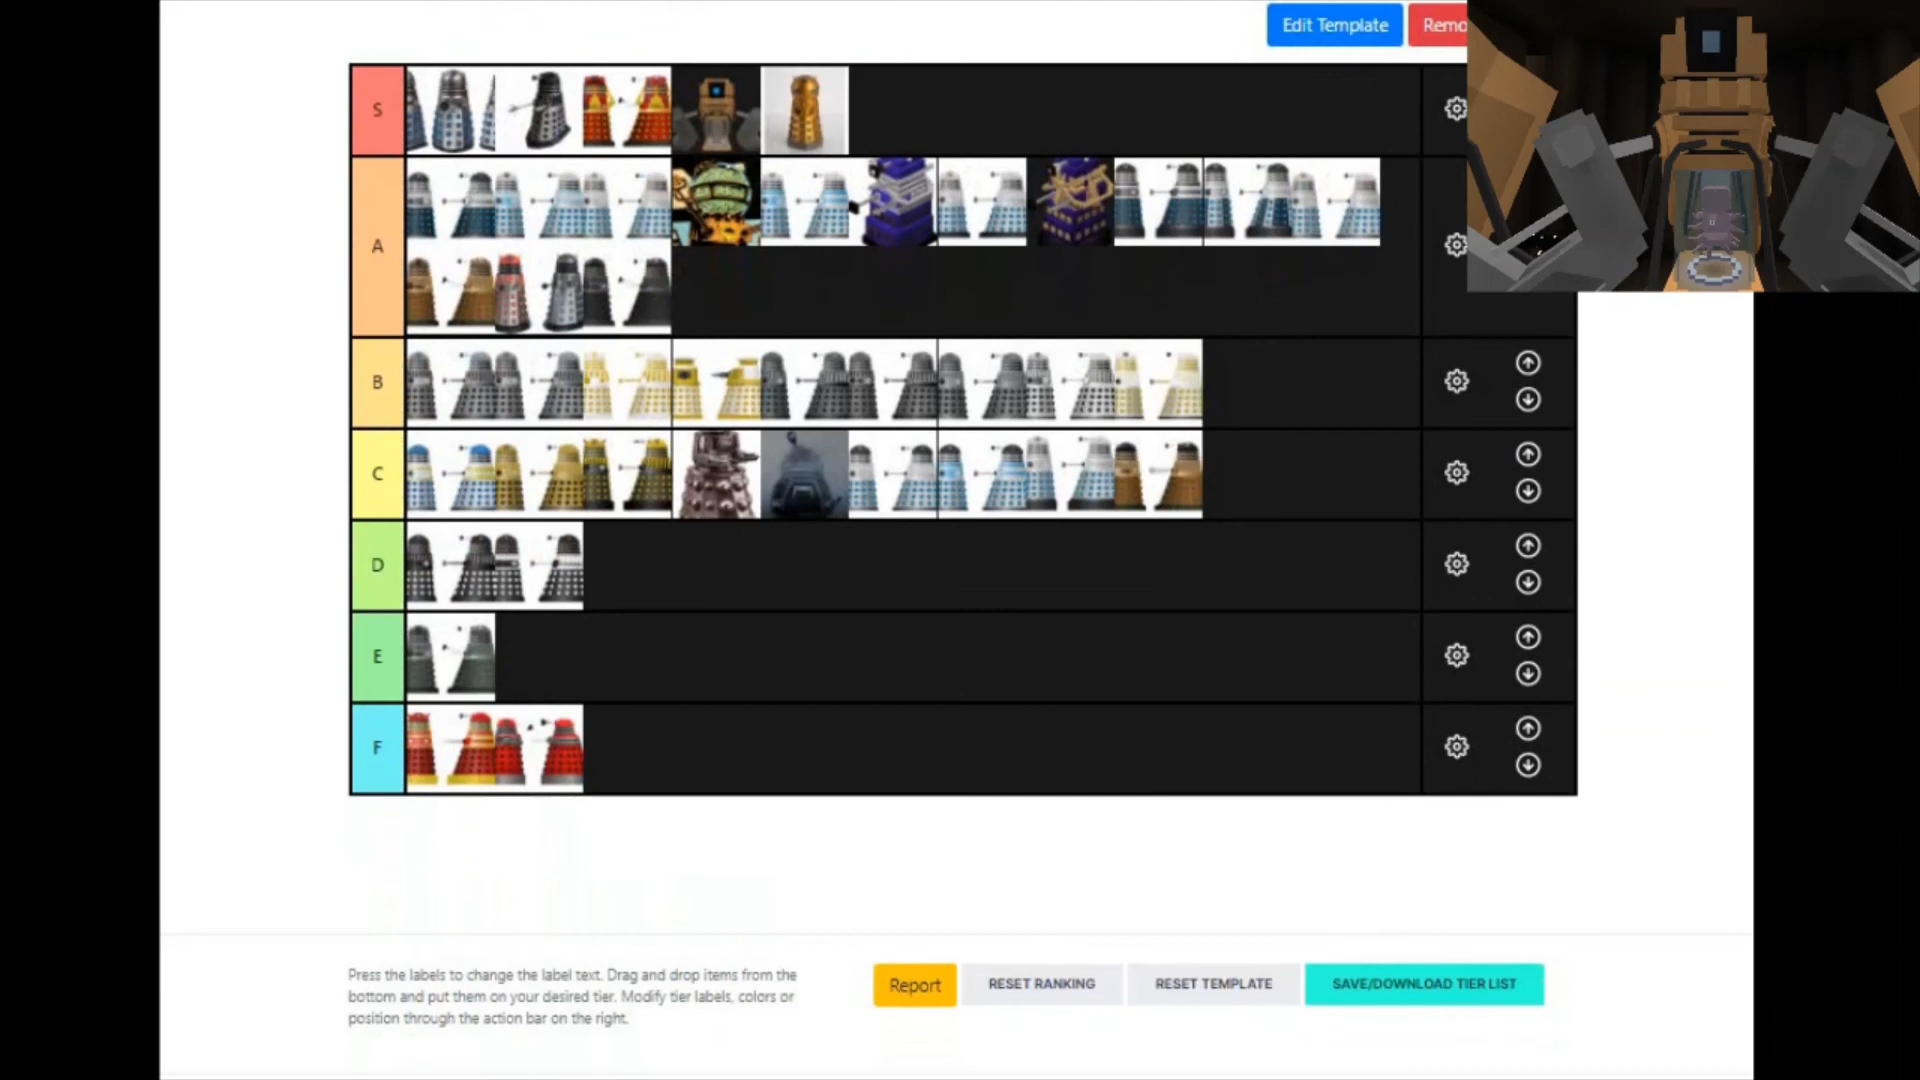 Edit Template
Remo
S
A
B
C
D
E
F
Press the labels to change the label text. Drag and drop items from the
bottom and put them on your desired tier. Modify tier labels, colors or
position through the action bar on the right.
Report
RESET RANKING
RESET TEMPLATE
SAVE/DOWNLOAD TIER LIST